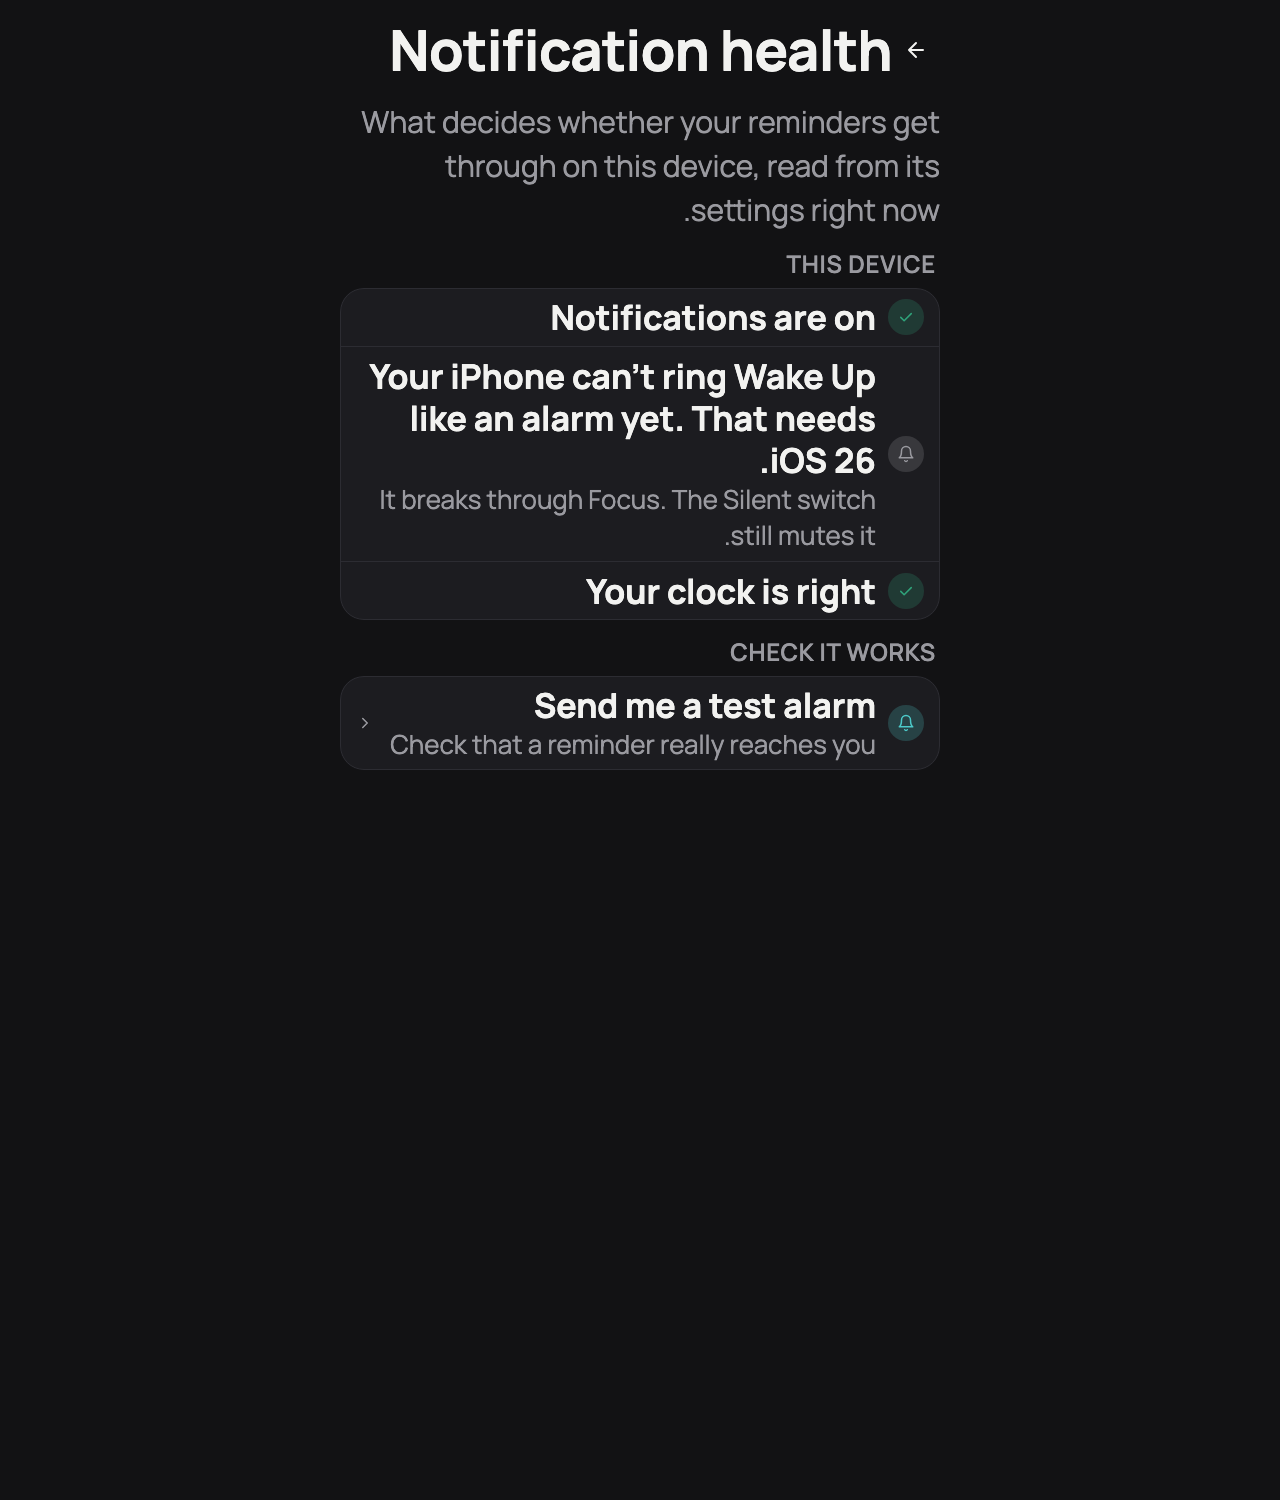 Notification health
What decides whether your reminders get
through on this device, read from its
.settings right now
THIS DEVICE
Notifications are on
Your iPhone can't ring Wake Up
like an alarm yet. That needs
.iOS 26
It breaks through Focus. The Silent switch
.still mutes it
Your clock is right
CHECK IT WORKS
Send me a test alarm
Check that a reminder really reaches you